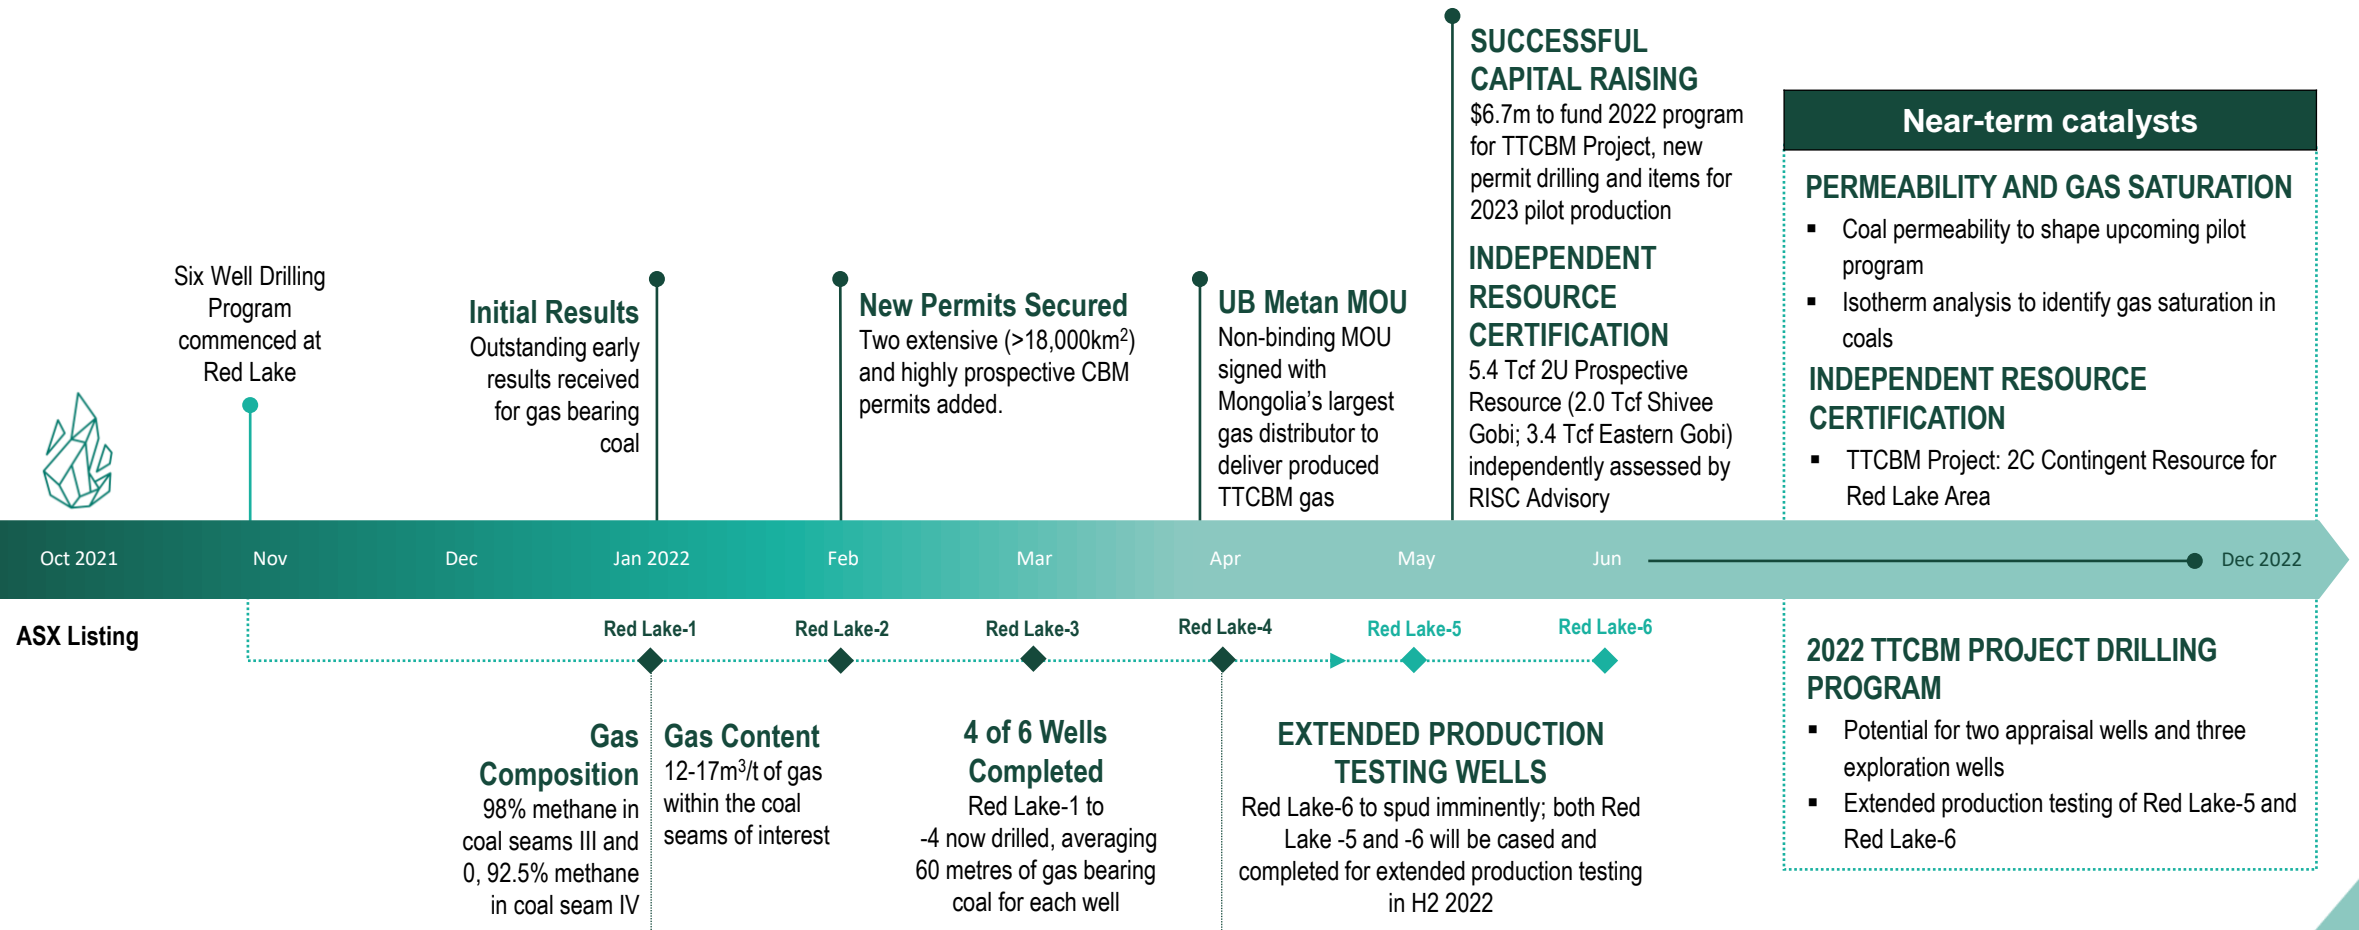 Six Well Drilling
Program
commenced at
Red Lake
Initial Results
Outstanding early
results received
for gas bearing
coal
New Permits Secured
Two extensive (>18,000km²)
and highly prospective CBM
permits added.
UB Metan MOU
Non-binding MOU
signed with
Mongolia’s largest
gas distributor to
deliver produced
TTCBM gas
SUCCESSFUL
CAPITAL RAISING
$6.7m to fund 2022 program
for TTCBM Project, new
permit drilling and items for
2023 pilot production
INDEPENDENT
RESOURCE
CERTIFICATION
5.4 Tcf 2U Prospective
Resource (2.0 Tcf Shivee
Gobi; 3.4 Tcf Eastern Gobi)
independently assessed by
RISC Advisory
Near-term catalysts
PERMEABILITY AND GAS SATURATION
▪ Coal permeability to shape upcoming pilot
program
▪ Isotherm analysis to identify gas saturation in
coals
INDEPENDENT RESOURCE
CERTIFICATION
▪ TTCBM Project: 2C Contingent Resource for
Red Lake Area
Oct 2021 Nov Dec Jan 2022 Feb Mar Apr May Jun Dec 2022
ASX Listing
Red Lake-1 Red Lake-2 Red Lake-3 Red Lake-4 Red Lake-5 Red Lake-6
Gas
Composition
98% methane in
coal seams III and
0, 92.5% methane
in coal seam IV
Gas Content
12-17m³/t of gas
within the coal
seams of interest
4 of 6 Wells
Completed
Red Lake-1 to
-4 now drilled, averaging
60 metres of gas bearing
coal for each well
EXTENDED PRODUCTION
TESTING WELLS
Red Lake-6 to spud imminently; both Red
Lake -5 and -6 will be cased and
completed for extended production testing
in H2 2022
2022 TTCBM PROJECT DRILLING
PROGRAM
▪ Potential for two appraisal wells and three
exploration wells
▪ Extended production testing of Red Lake-5 and
Red Lake-6